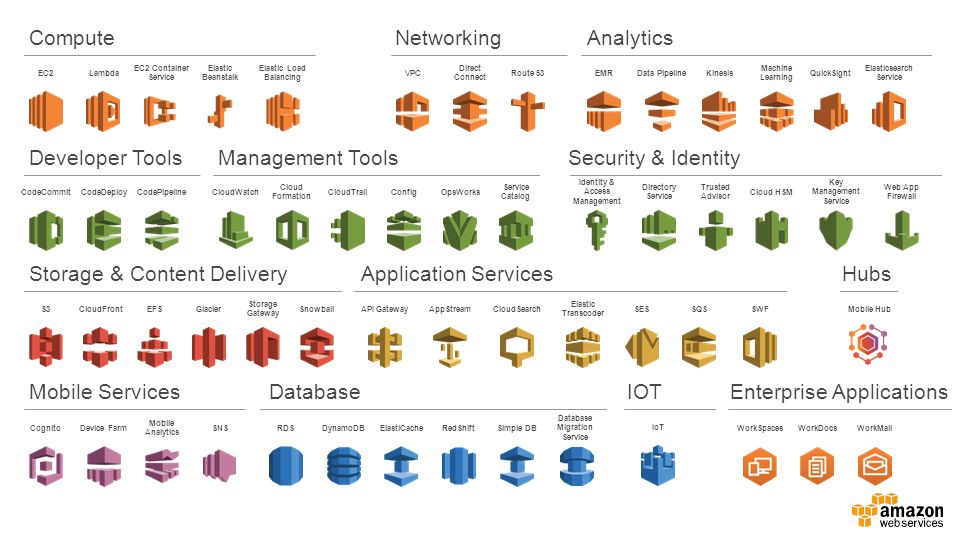 Compute
Networking
Analytics
EC2
Lambda
EC2 Container
Service
Elastic
Beanstalk
Elastic Load
Balancing
VPC
Direct
Connect
Route 53
EMR
Data Pipeline
Kinesis
Machine
Learning
QuickSight
Elasticsearch
Service
Developer Tools
Management Tools
Security & Identity
CodeCommit
CodeDeploy
CodePipeline
CloudWatch
Cloud
Formation
CloudTrail
Config
OpsWorks
Service
Catalog
Identity &
Access
Management
Directory
Service
Trusted
Advisor
Cloud HSM
Key
Management
Service
Web App
Firewall
Storage & Content Delivery
Application Services
Hubs
S3
CloudFront
EFS
Glacier
Storage
Gateway
Snowball
API Gateway
AppStream
CloudSearch
Elastic
Transcoder
SES
SQS
SWF
Mobile Hub
Mobile Services
Database
IOT
Enterprise Applications
Cognito
Device Farm
Mobile
Analytics
SNS
RDS
DynamoDB
ElastiCache
RedShift
Simple DB
Database
Migration
Service
IoT
WorkSpaces
WorkDocs
WorkMail
amazon
web services